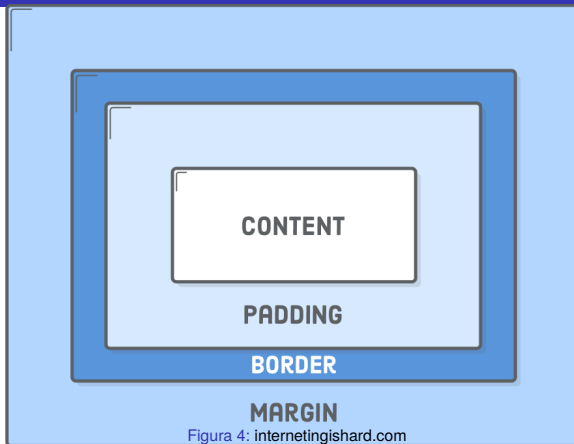 CONTENT
PADDING
BORDER
MARGIN
Figura 4: internetingishard.com